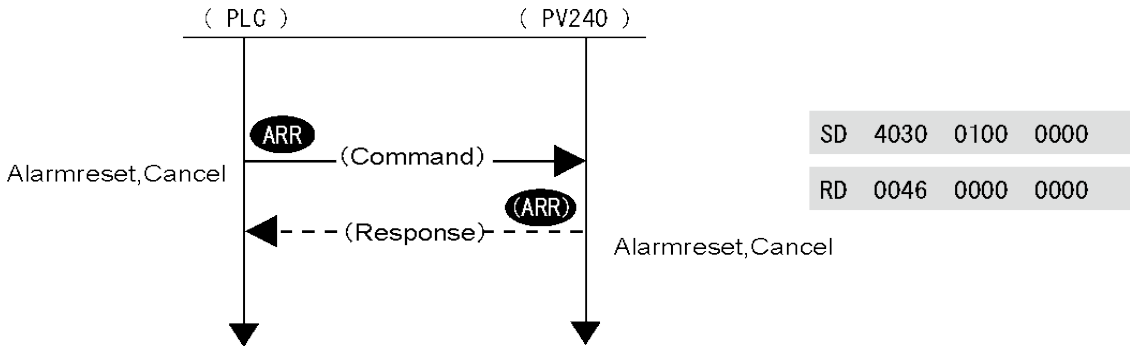 ( PLC )
( PV240 )
ARR
(Command)
SD 4030 0100 0000
Alarmreset,Cancel
RD 0046 0000 0000
(ARR)
(Response)
Alarmreset,Cancel